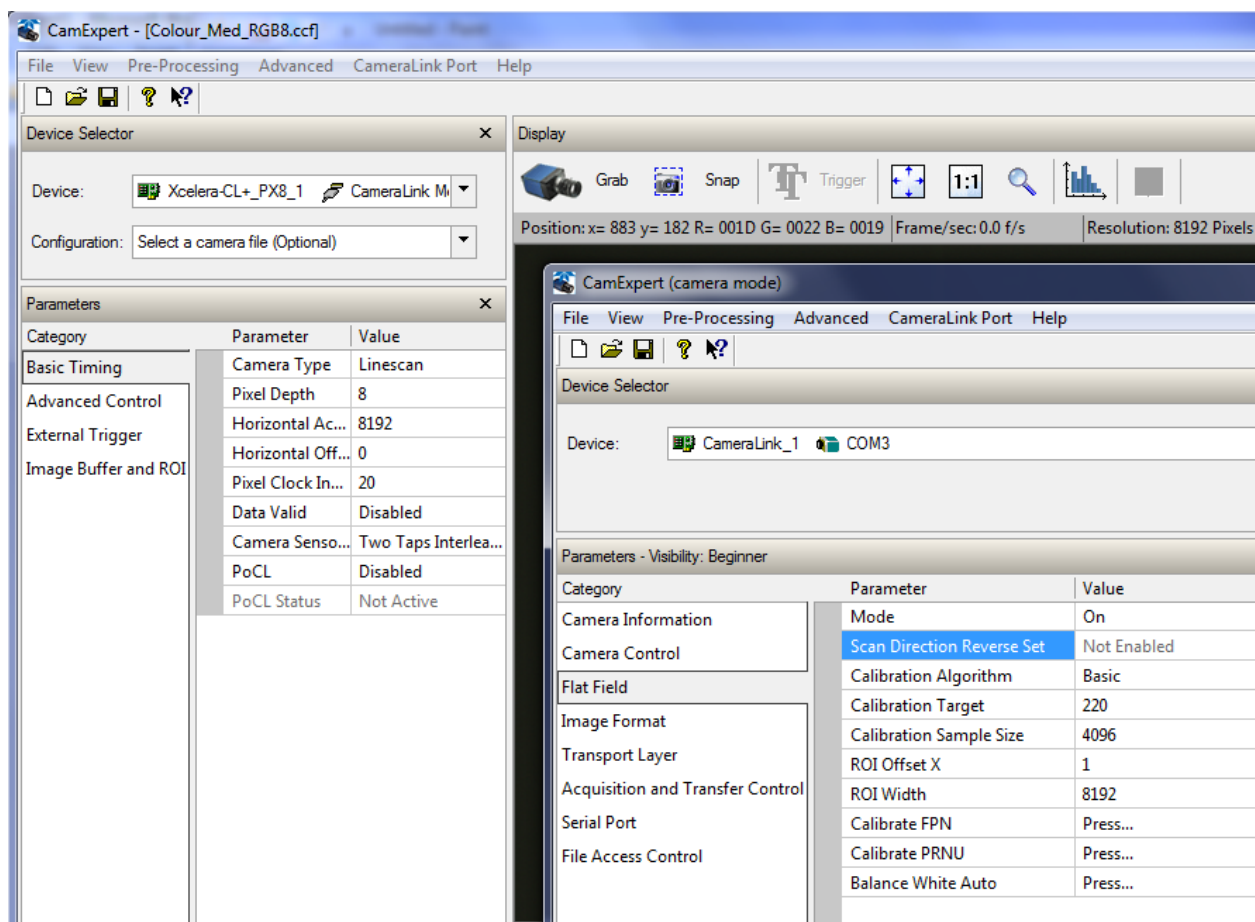 CamExpert - [Colour_Med_RGB8.ccf]
File View Pre-Processing Advanced CameraLink Port Help
Device Selector
Device: Xcelera-CL+_PX8_1 CameraLink M
Configuration: Select a camera file (Optional)
Parameters
Category Parameter Value
Basic Timing
Advanced Control
External Trigger
Image Buffer and ROI
Camera Type Linescan
Pixel Depth 8
Horizontal Ac... 8192
Horizontal Off... 0
Pixel Clock In... 20
Data Valid Disabled
Camera Senso... Two Taps Interlea...
PoCL Disabled
PoCL Status Not Active
Display
Grab Snap Trigger 1:1
Position: x= 883 y= 182 R= 001D G= 0022 B= 0019 Frame/sec: 0.0 f/s Resolution: 8192 Pixels
CamExpert (camera mode)
File View Pre-Processing Advanced CameraLink Port Help
Device Selector
Device: CameraLink_1 COM3
Parameters - Visibility: Beginner
Category Parameter Value
Camera Information
Camera Control
Flat Field
Image Format
Transport Layer
Acquisition and Transfer Control
Serial Port
File Access Control
Mode On
Scan Direction Reverse Set Not Enabled
Calibration Algorithm Basic
Calibration Target 220
Calibration Sample Size 4096
ROI Offset X 1
ROI Width 8192
Calibrate FPN Press...
Calibrate PRNU Press...
Balance White Auto Press...